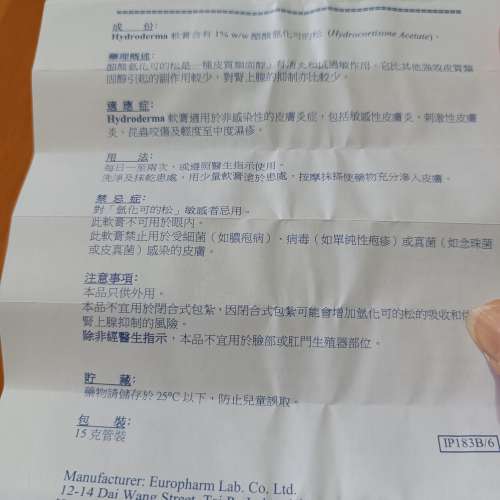 成 份:
Hydroderma 軟膏含有 1% w/w 醋酸氫化可的松 (Hydrocortisone Acetate)。
藥理概述:
醋酸氫化可的松是一種皮質類固醇，有消炎和抗過敏作用。它比其他強效皮質類
固醇引起的副作用較少，對腎上腺的抑制亦比較少。
適 應 症:
Hydroderma 軟膏適用於非感染性的皮膚炎症，包括敏感性皮膚炎、刺激性皮膚
炎、昆蟲咬傷及輕度至中度濕疹。
用 法:
每日一至兩次，或遵照醫生指示使用。
洗淨及抹乾患處，用少量軟膏塗於患處，按摩抹搽使藥物充分滲入皮膚。
禁 忌 症:
對「氫化可的松」敏感者忌用。
此軟膏不可用於眼內。
此軟膏禁止用於受細菌（如膿疱病）、病毒（如單純性疱疹）或真菌（如念珠菌
或皮真菌）感染的皮膚。
注意事項:
本品只供外用。
本品不宜用於閉合式包紮，因閉合式包紮可能會增加氫化可的松的吸收和
腎上腺抑制的風險。
除非經醫生指示，本品不宜用於臉部或肛門生殖器部位。
貯 藏:
藥物請儲存於 25°C 以下，防止兒童誤取。
包 裝:
15 克管裝
IP183B/6
Manufacturer: Europharm Lab. Co. Ltd.
12-14 Dai Wang Street, Tai